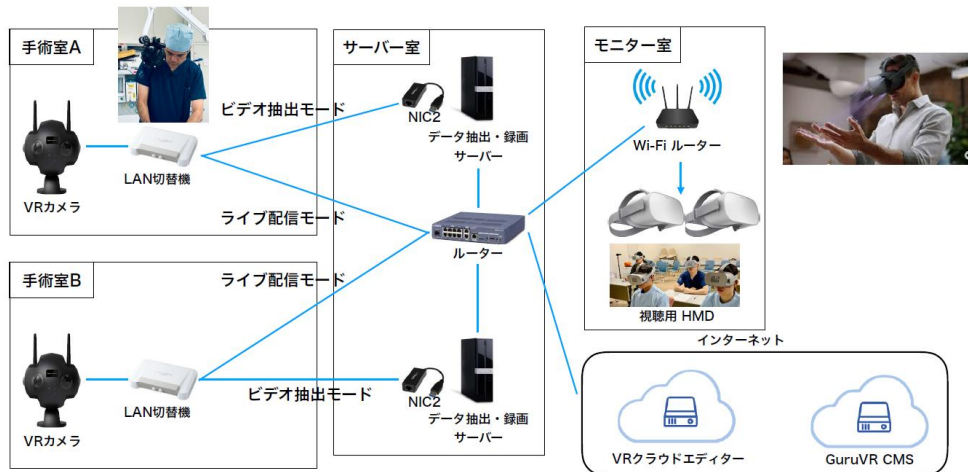 手術室A
サーバー室
モニター室
ビデオ抽出モード
NIC2
データ抽出・録画
サーバー
Wi-Fi ルーター
LAN切替機
VRカメラ
ライブ配信モード
ルーター
手術室B
ライブ配信モード
視聴用 HMD
インターネット
ビデオ抽出モード
NIC2
LAN切替機
データ抽出・録画
サーバー
VRカメラ
VRクラウドエディター
GuruVR CMS